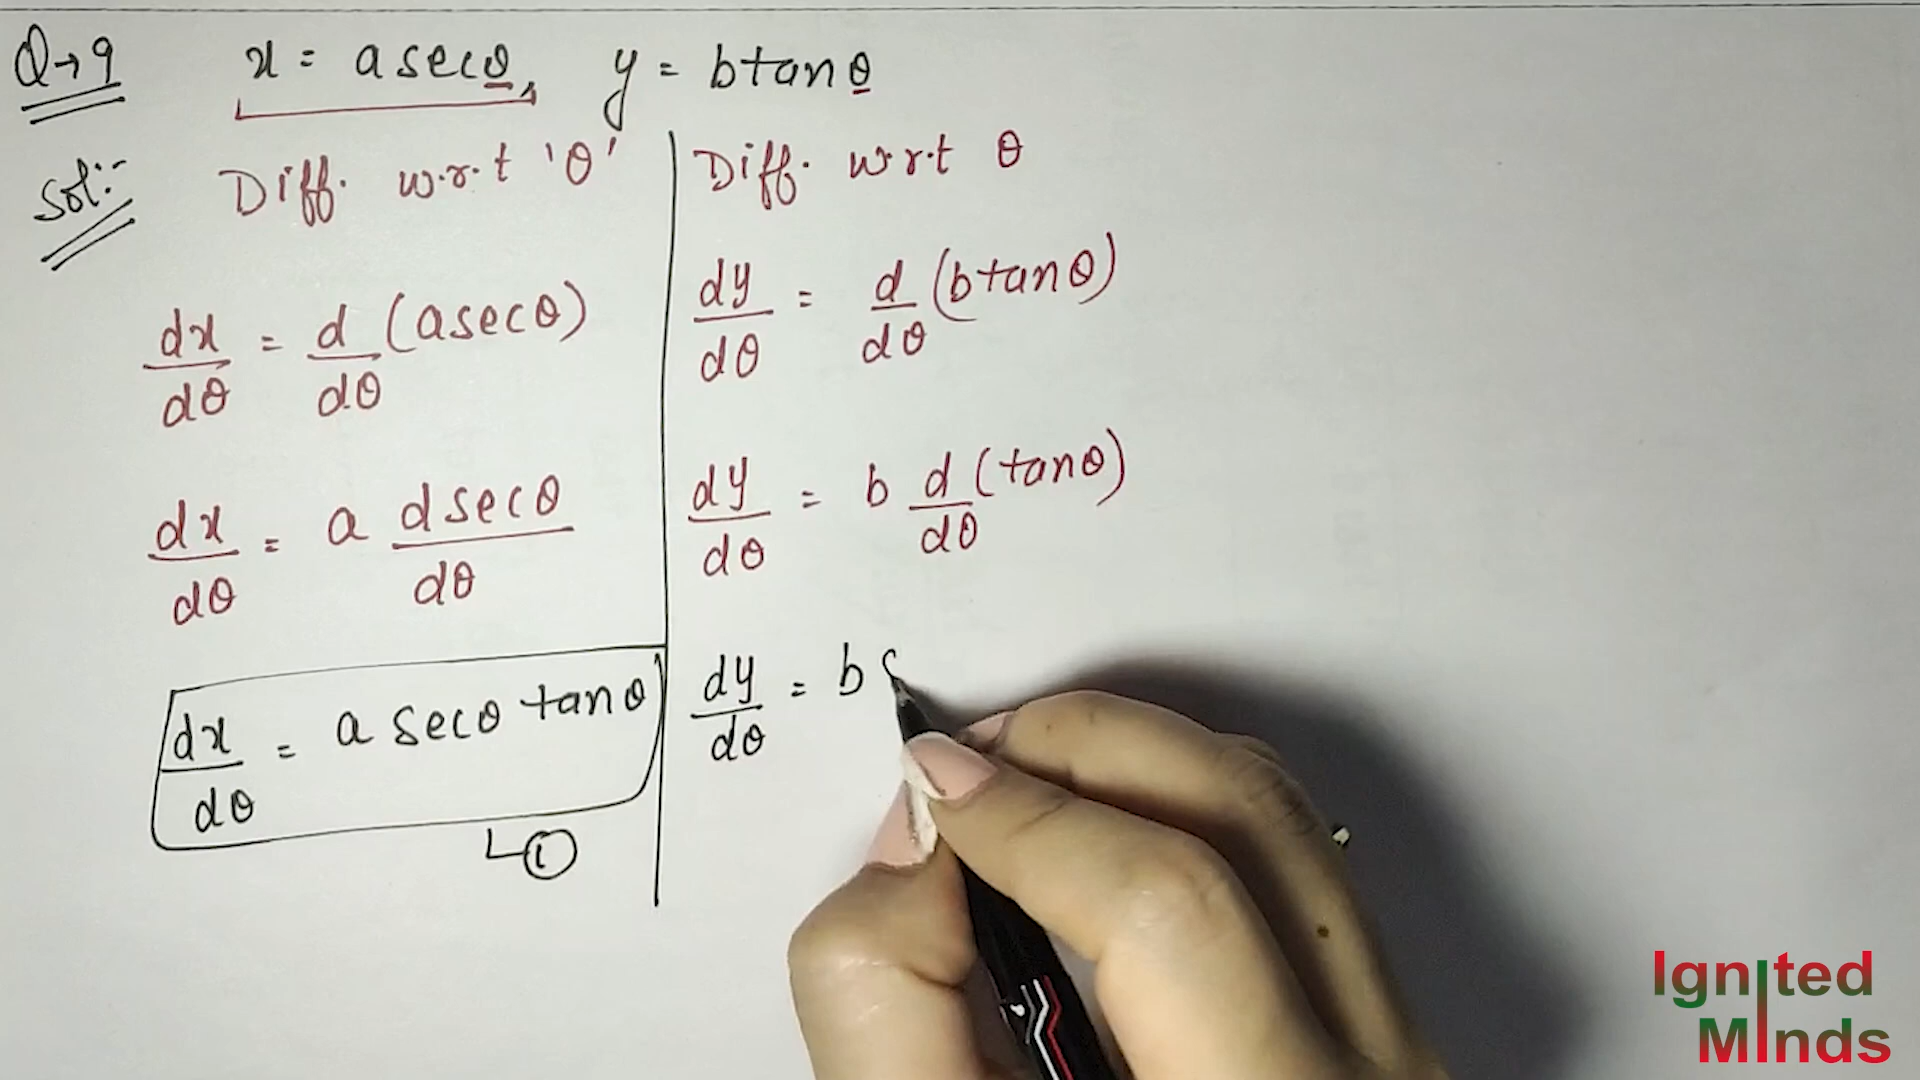 Q→9 x = a secθ, y = b tanθ
Sol:-
Diff. w.r.t 'θ'
dx/dθ = d/dθ (a secθ)
dx/dθ = a d secθ/dθ
dx/dθ = a secθ tanθ
①
Diff. w.r.t θ
dy/dθ = d/dθ (b tanθ)
dy/dθ = b d/dθ (tanθ)
dy/dθ = b
Ignited
Minds